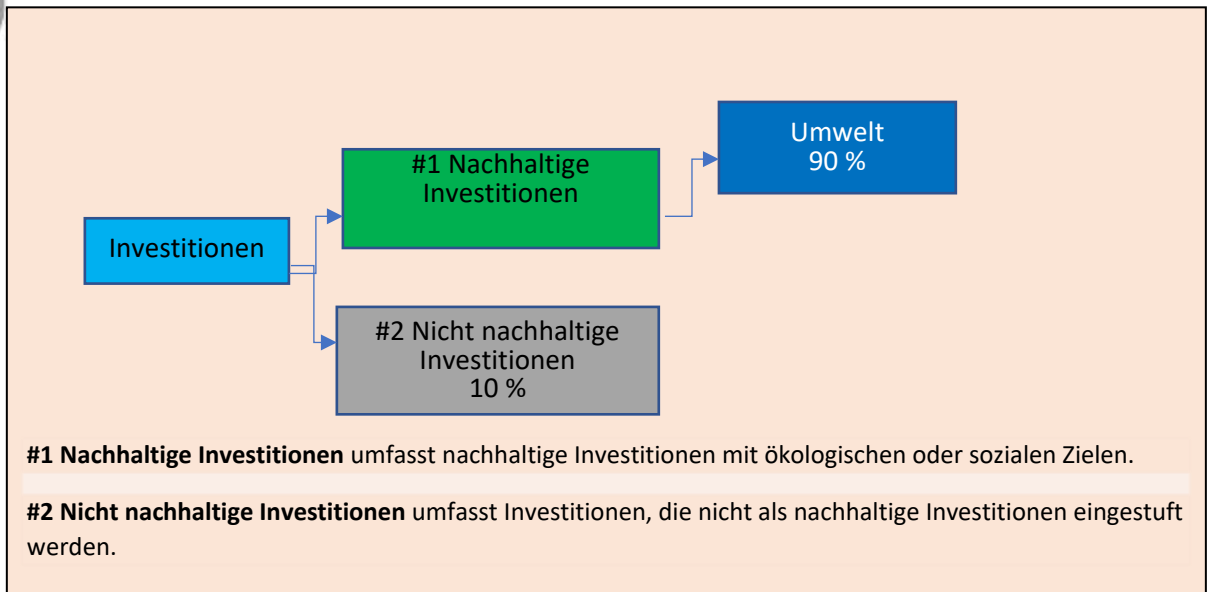 Umwelt
90 %
#1 Nachhaltige
Investitionen
Investitionen
#2 Nicht nachhaltige
Investitionen
10 %
#1 Nachhaltige Investitionen umfasst nachhaltige Investitionen mit ökologischen oder sozialen Zielen.
#2 Nicht nachhaltige Investitionen umfasst Investitionen, die nicht als nachhaltige Investitionen eingestuft
werden.